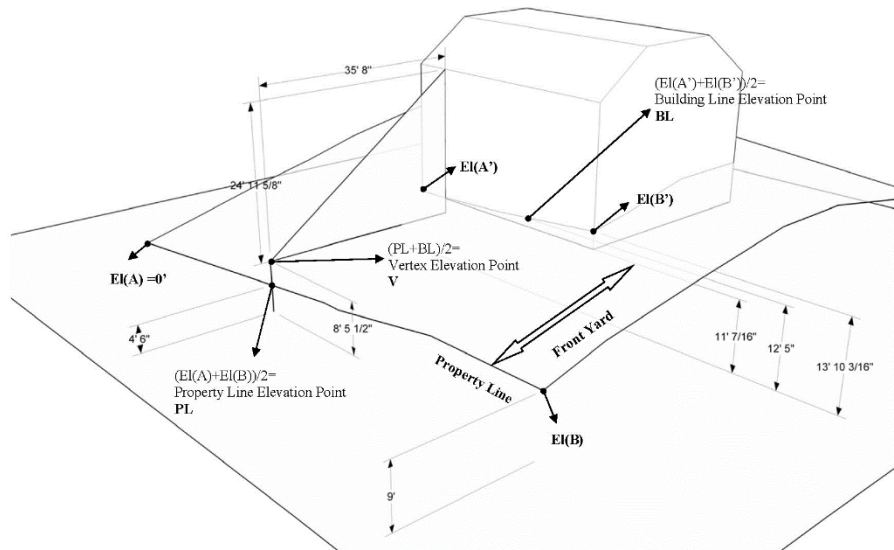 35' 8"
(El(A’)+El(B’))/2=
Building Line Elevation Point
BL
El(A’)
24' 11 5/8"
El(B’)
(PL+BL)/2=
Vertex Elevation Point
V
El(A) =0’
Front Yard
4' 6"
8' 5 1/2"
11' 7/16"
12' 5"
13' 10 3/16"
(El(A)+El(B))/2=
Property Line Elevation Point
PL
Property Line
El(B)
9'